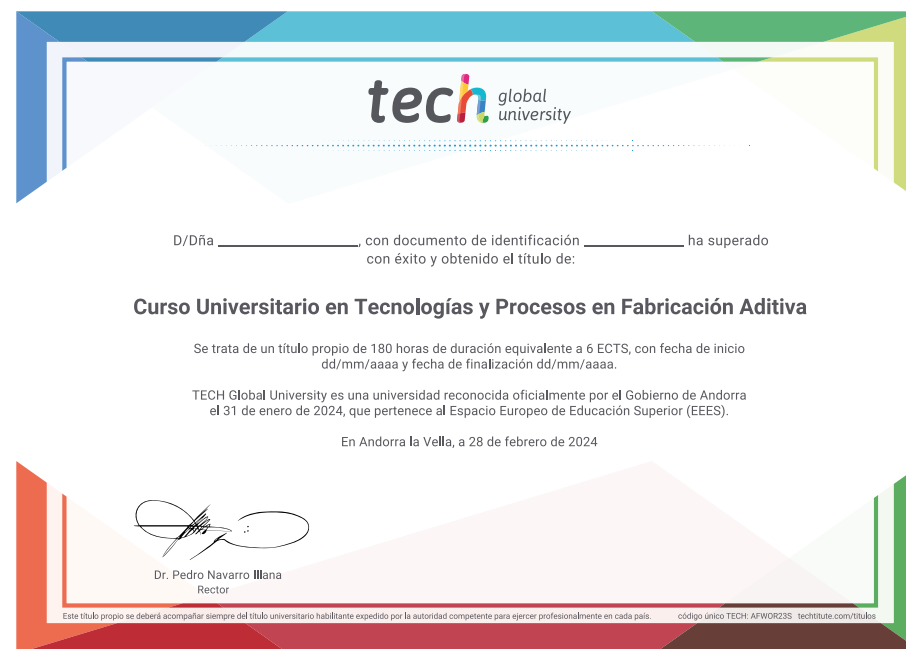 tech global university
D/Dña ____________________, con documento de identificación ______________ ha superado
con éxito y obtenido el título de:
Curso Universitario en Tecnologías y Procesos en Fabricación Aditiva
Se trata de un título propio de 180 horas de duración equivalente a 6 ECTS, con fecha de inicio
dd/mm/aaaa y fecha de finalización dd/mm/aaaa.
TECH Global University es una universidad reconocida oficialmente por el Gobierno de Andorra
el 31 de enero de 2024, que pertenece al Espacio Europeo de Educación Superior (EEES).
En Andorra la Vella, a 28 de febrero de 2024
Dr. Pedro Navarro Illana
Rector
Este título propio se deberá acompañar siempre del título universitario habilitante expedido por la autoridad competente para ejercer profesionalmente en cada país. código único TECH: AFWOR23S techtitute.com/titulos